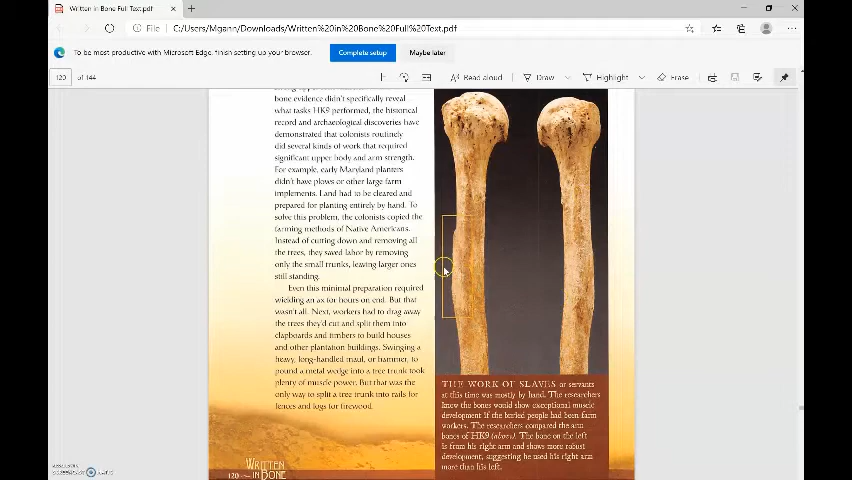 Written in Bone Full Text.pdf
File
C:/Users/Mgann/Downloads/Written%20in%20Bone%20Full%20Text.pdf
To be most productive with Microsoft Edge, finish setting up your browser.
Complete setup
Maybe later
120 of 144
Read aloud
Draw
Highlight
Erase
bone evidence didn't specifically reveal
what tasks HK9 performed, the historical
record and archaeological discoveries have
demonstrated that colonists routinely
did several kinds of work that required
significant upper body and arm strength.
For example, early Maryland planters
didn't have plows or other large farm
implements. Land had to be cleared and
prepared for planting entirely by hand. To
solve this problem, the colonists copied the
farming methods of Native Americans.
Instead of cutting down and removing all
the trees, they saved labor by removing
only the small trunks, leaving larger ones
still standing.
Even this minimal preparation required
wielding an ax for hours on end. But that
wasn't all. Next, workers had to drag away
the trees they'd cut and split them into
clapboards and timbers to build houses
and other plantation buildings. Swinging a
heavy, long-handled maul, or hammer, to
pound a metal wedge into a tree trunk took
plenty of muscle power. But that was the
only way to split a tree trunk into rails for
fences and logs for firewood.
120
WRITTEN
IN BONE
THE WORK OF SLAVES or servants
at this time was mostly by hand. The researchers
knew the bones would show exceptional muscle
development if the buried people had been farm
workers. The researchers compared the arm
bones of HK9 (above). The bone on the left
is from his right arm and shows more robust
development, suggesting he used his right arm
more than his left.